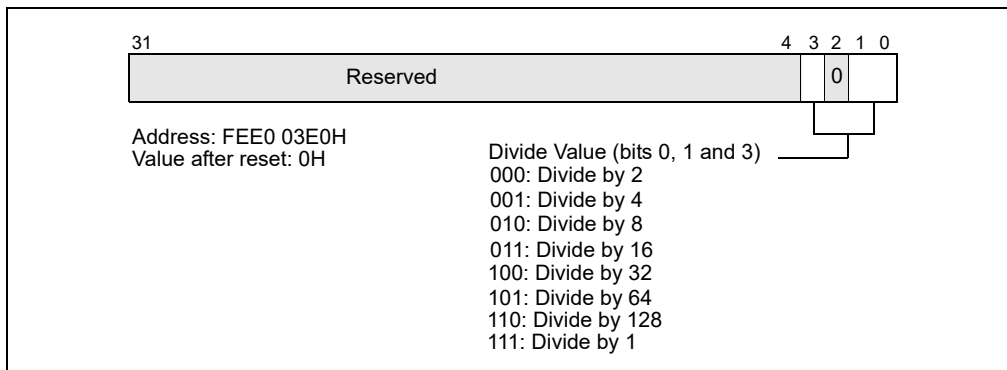 31 4 3 2 1 0
Reserved 0
Address: FEE0 03E0H
Value after reset: 0H
Divide Value (bits 0, 1 and 3)
000: Divide by 2
001: Divide by 4
010: Divide by 8
011: Divide by 16
100: Divide by 32
101: Divide by 64
110: Divide by 128
111: Divide by 1